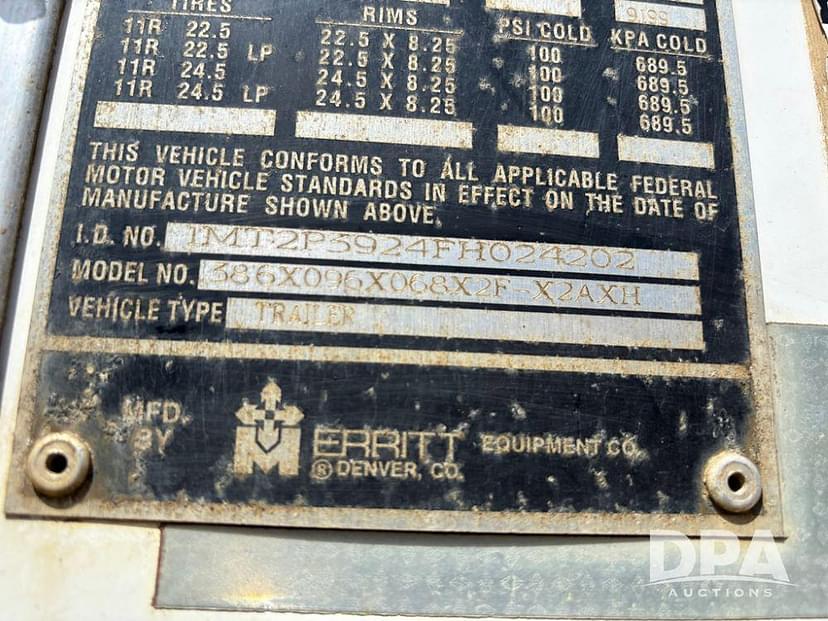 9199
TIRES RIMS PSI COLD KPA COLD
11R 22.5 22.5 X 8.25 100 689.5
11R 22.5 LP 22.5 X 8.25 100 689.5
11R 24.5 24.5 X 8.25 100 689.5
11R 24.5 LP 24.5 X 8.25 100 689.5
THIS VEHICLE CONFORMS TO ALL APPLICABLE FEDERAL
MOTOR VEHICLE STANDARDS IN EFFECT ON THE DATE OF
MANUFACTURE SHOWN ABOVE.
I.D. NO. 1MT2P3924FH024202
MODEL NO. 386X096X068X2F-X2AXH
VEHICLE TYPE TRAILER
MFD.
BY
MERRITT EQUIPMENT CO.
® DENVER, CO.
DPA
AUCTIONS